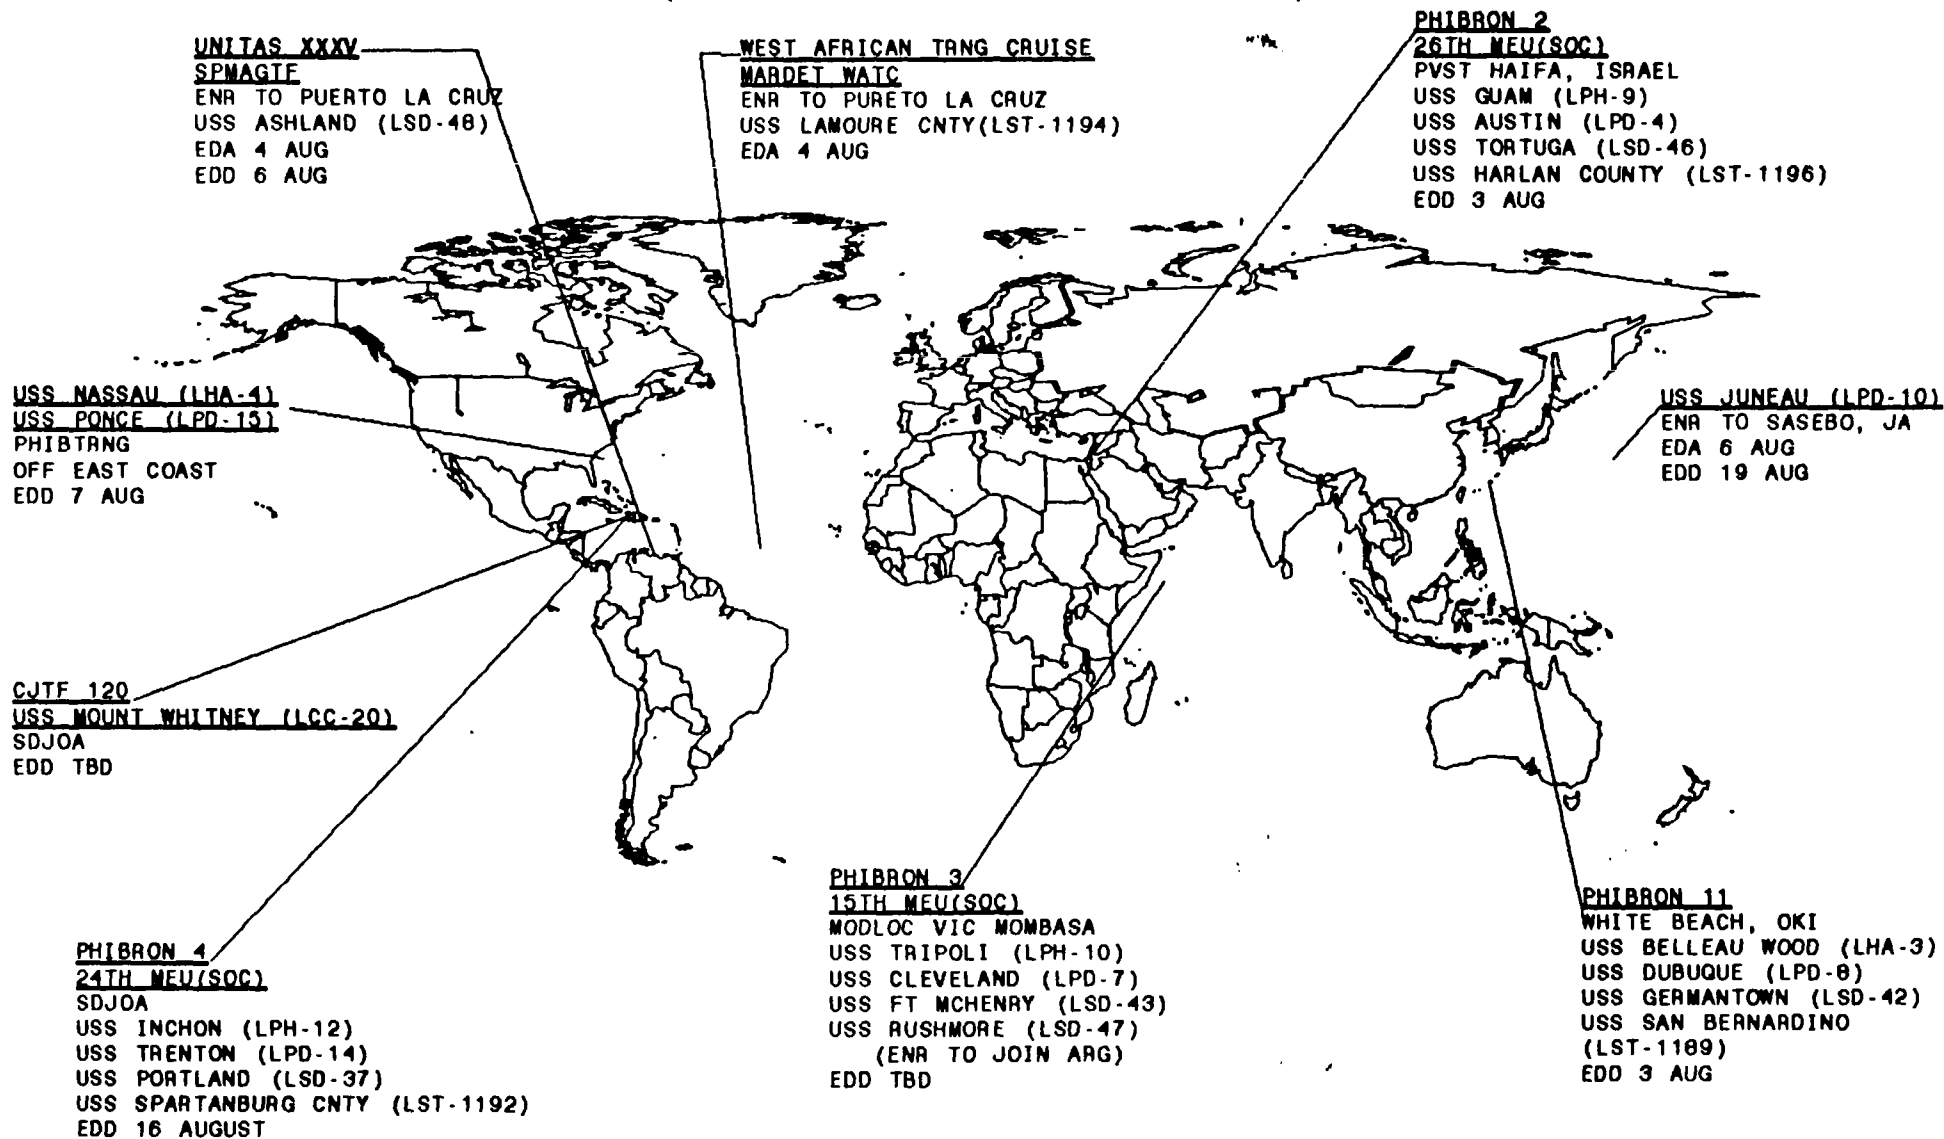 UNITAS XXXV
SPMAGTF
ENR TO PUERTO LA CRUZ
USS ASHLAND (LSD-48)
EDA 4 AUG
EDD 6 AUG
WEST AFRICAN TRNG CRUISE
MARDET WATC
ENR TO PURETO LA CRUZ
USS LAMOURE CNTY(LST-1194)
EDA 4 AUG
PHIBRON 2
26TH MEU(SOC)
PVST HAIFA, ISRAEL
USS GUAM (LPH-9)
USS AUSTIN (LPD-4)
USS TORTUGA (LSD-46)
USS HARLAN COUNTY (LST-1196)
EDD 3 AUG
USS NASSAU (LHA-4)
USS PONCE (LPD-15)
PHIBTRNG
OFF EAST COAST
EDD 7 AUG
USS JUNEAU (LPD-10)
ENR TO SASEBO, JA
EDA 6 AUG
EDD 19 AUG
CJTF 120
USS MOUNT WHITNEY (LCC-20)
SDJOA
EDD TBD
PHIBRON 4
24TH MEU(SOC)
SDJOA
USS INCHON (LPH-12)
USS TRENTON (LPD-14)
USS PORTLAND (LSD-37)
USS SPARTANBURG CNTY (LST-1192)
EDD 16 AUGUST
PHIBRON 3
15TH MEU(SOC)
MODLOC VIC MOMBASA
USS TRIPOLI (LPH-10)
USS CLEVELAND (LPD-7)
USS FT MCHENRY (LSD-43)
USS RUSHMORE (LSD-47)
(ENR TO JOIN ARG)
EDD TBD
PHIBRON 11
WHITE BEACH, OKI
USS BELLEAU WOOD (LHA-3)
USS DUBUQUE (LPD-8)
USS GERMANTOWN (LSD-42)
USS SAN BERNARDINO
(LST-1189)
EDD 3 AUG